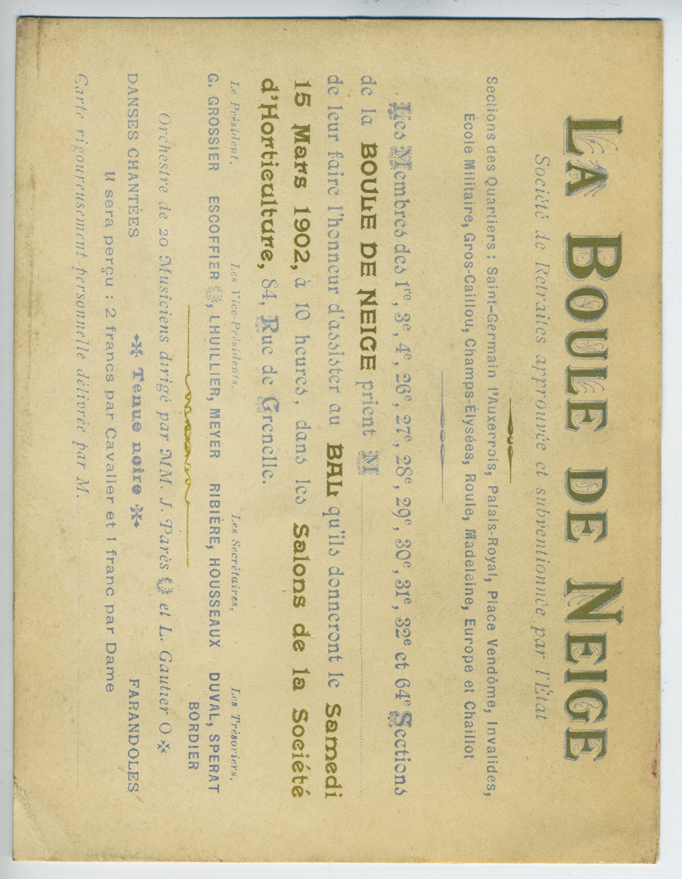 LA BOULE DE NEIGE
Société de Retraites approuvée et subventionnée par l'État
Sections des Quartiers : Saint-Germain l'Auxerrois, Palais-Royal, Place Vendôme, Invalides,
École Militaire, Gros-Caillou, Champs-Élysées, Roule, Madeleine, Europe et Chaillot
Les Membres des 1re, 3e, 4e, 26e, 27e, 28e, 29e, 30e, 31e, 32e et 64e Sections
de la BOULE DE NEIGE prient M
de leur faire l'honneur d'assister au BAL qu'ils donneront le Samedi
15 Mars 1902, à 10 heures, dans les Salons de la Société
d'Horticulture, 84, Rue de Grenelle.
Le Président, Les Vice-Présidents, Les Secrétaires, Les Trésoriers,
G. GROSSIER ESCOFFIER, LHUILLIER, MEYER RIBIÈRE, HOUSSEAUX DUVAL, SPERAT
BORDIER
Orchestre de 20 Musiciens dirigé par MM. J. Parès et L. Gautier O
DANSES CHANTÉES Tenue noire FARANDOLES
Il sera perçu : 2 francs par Cavalier et 1 franc par Dame
Carte rigoureusement personnelle délivrée par M.